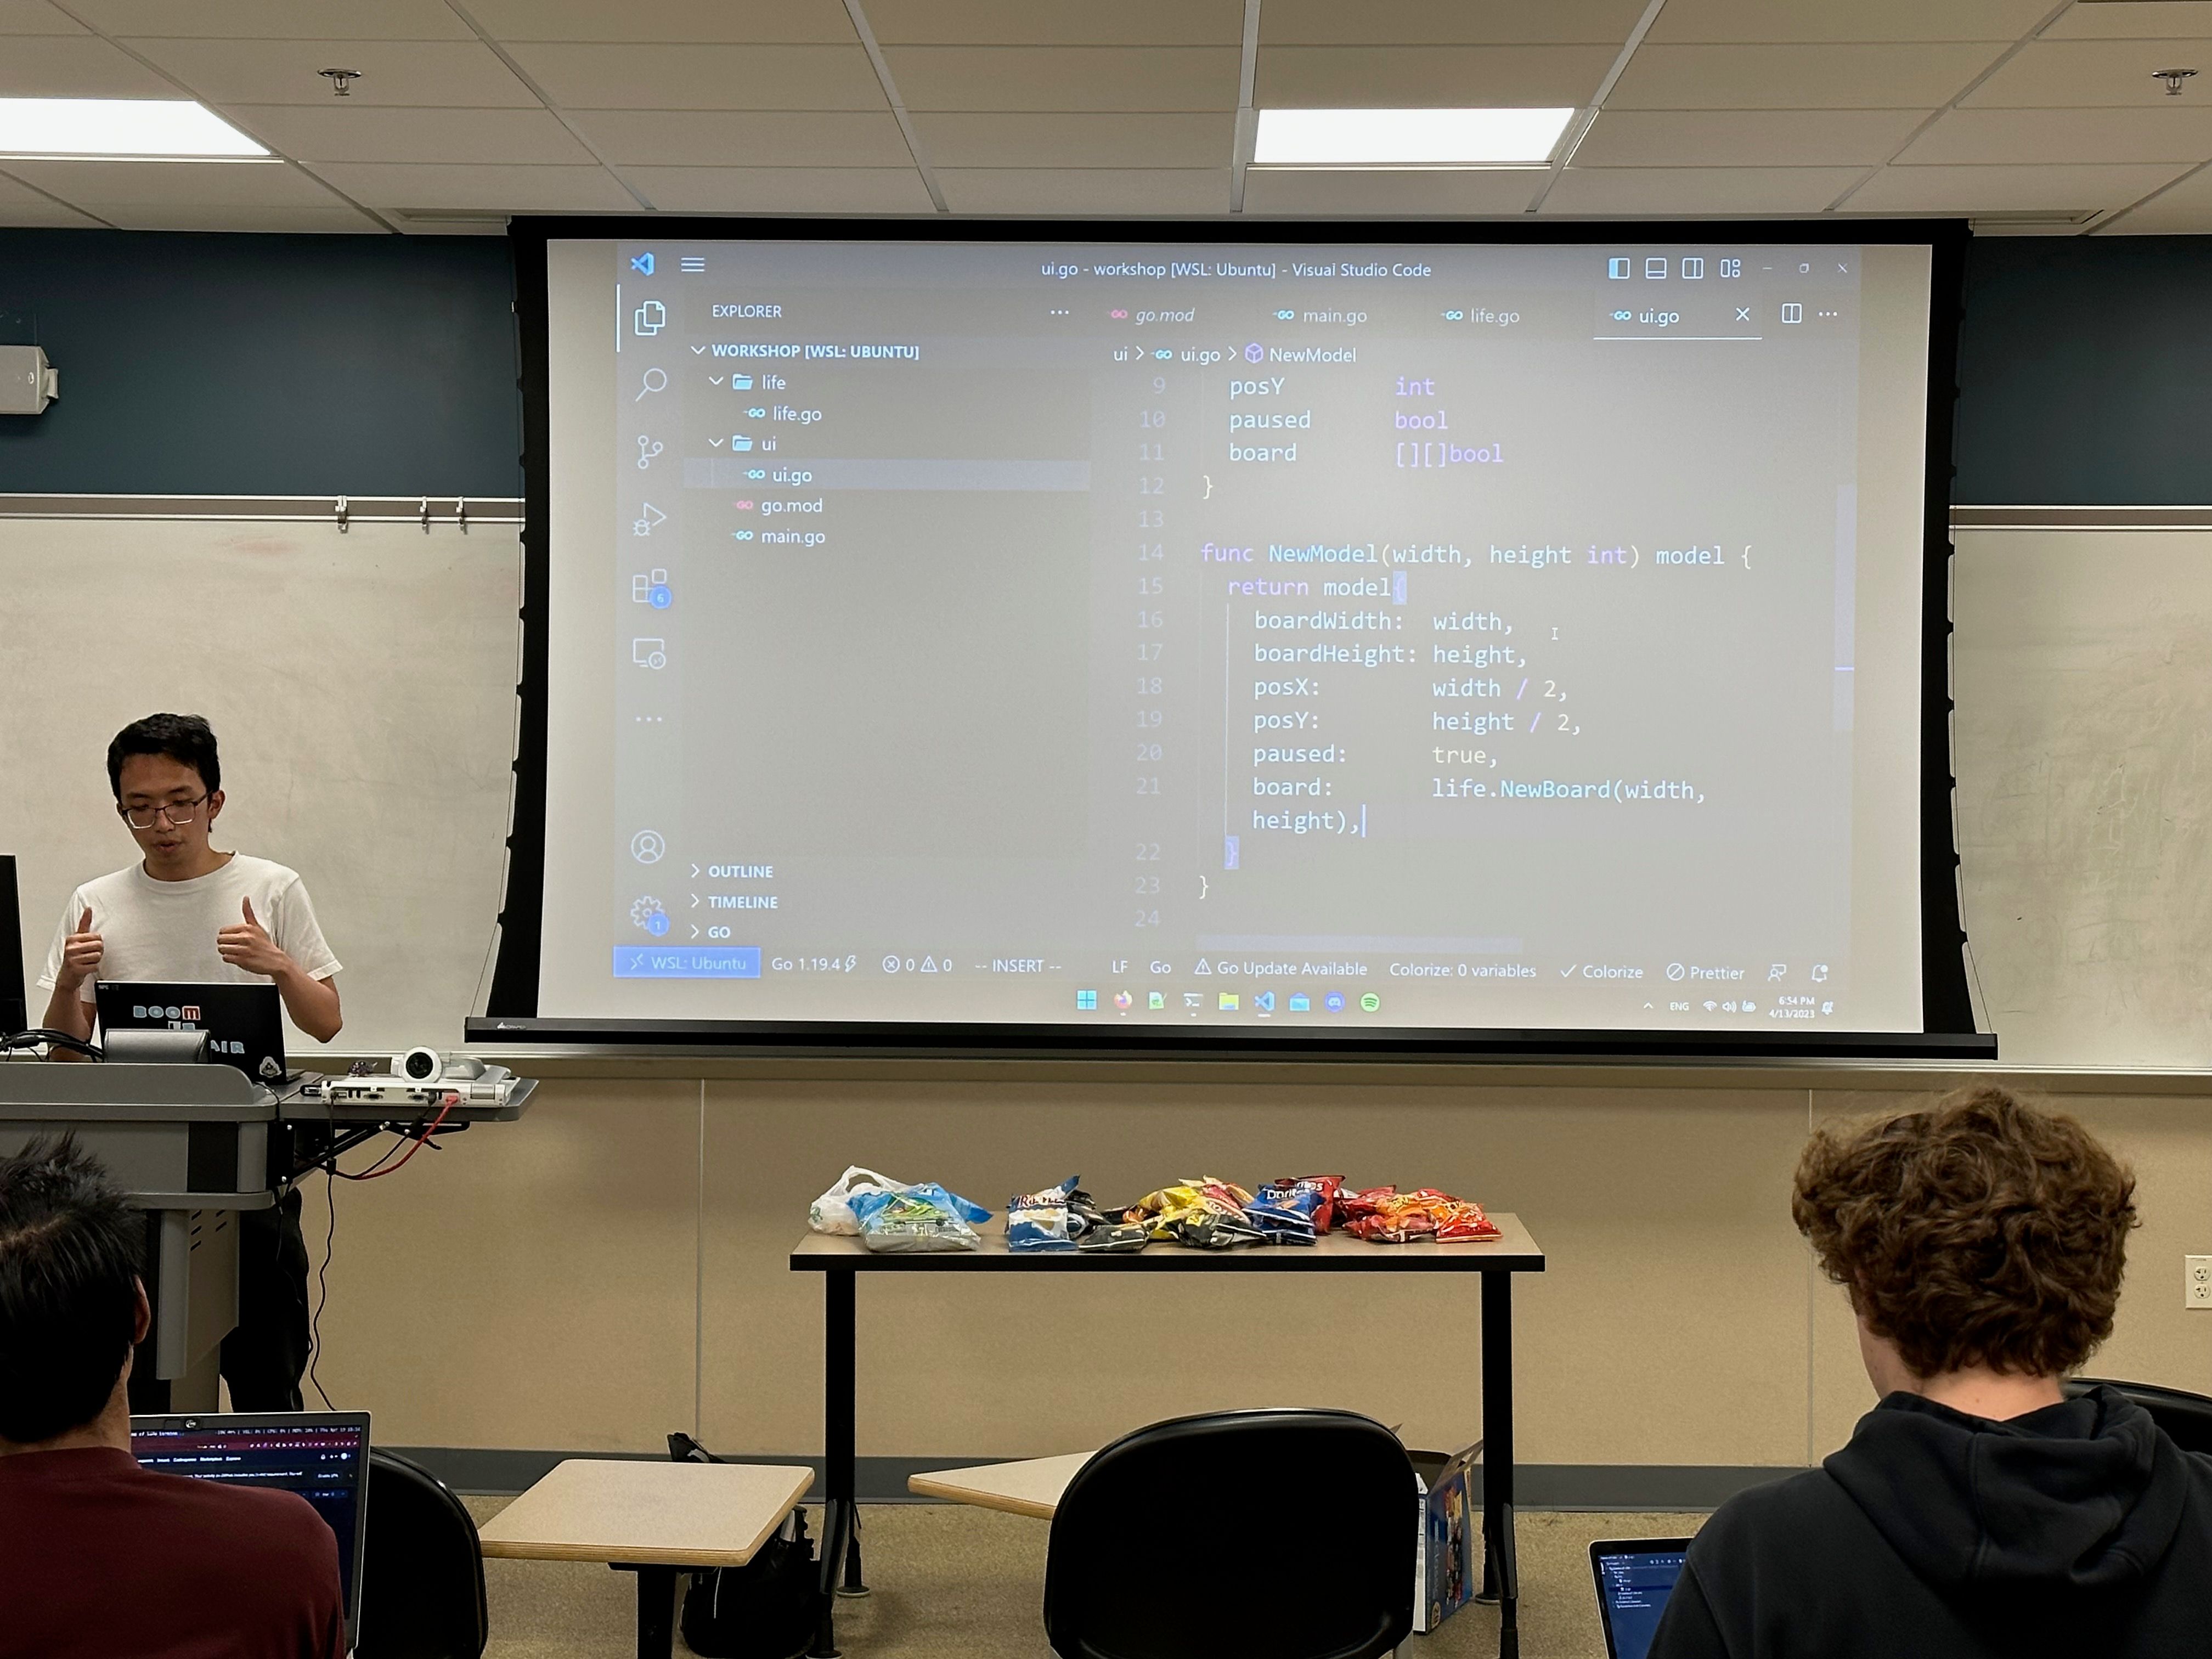 ui.go - workshop [WSL: Ubuntu] - Visual Studio Code
EXPLORER
WORKSHOP [WSL: UBUNTU]
life
life.go
ui
ui.go
go.mod
main.go
OUTLINE
TIMELINE
GO
go.mod main.go life.go ui.go
ui > ui.go > NewModel
9 posY int
10 paused bool
11 board [][]bool
12 }
13
14 func NewModel(width, height int) model {
15 return model{
16 boardWidth: width,
17 boardHeight: height,
18 posX: width / 2,
19 posY: height / 2,
20 paused: true,
21 board: life.NewBoard(width,
height),
22 }
23 }
24
6
1
WSL: Ubuntu Go 1.19.4 0 0 -- INSERT -- LF Go Go Update Available Colorize: 0 variables Colorize Prettier
ENG 6:54 PM
4/13/2023
BOOM
AIR
Doritos